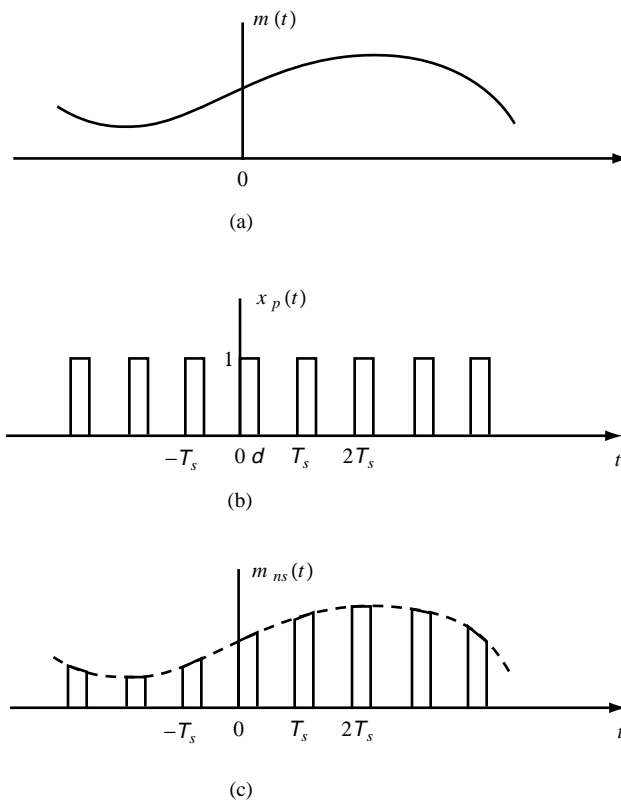 m(t)
0
(a)
x_p(t)
1
−T_s 0 d T_s 2T_s t
(b)
m_ns(t)
−T_s 0 T_s 2T_s t
(c)